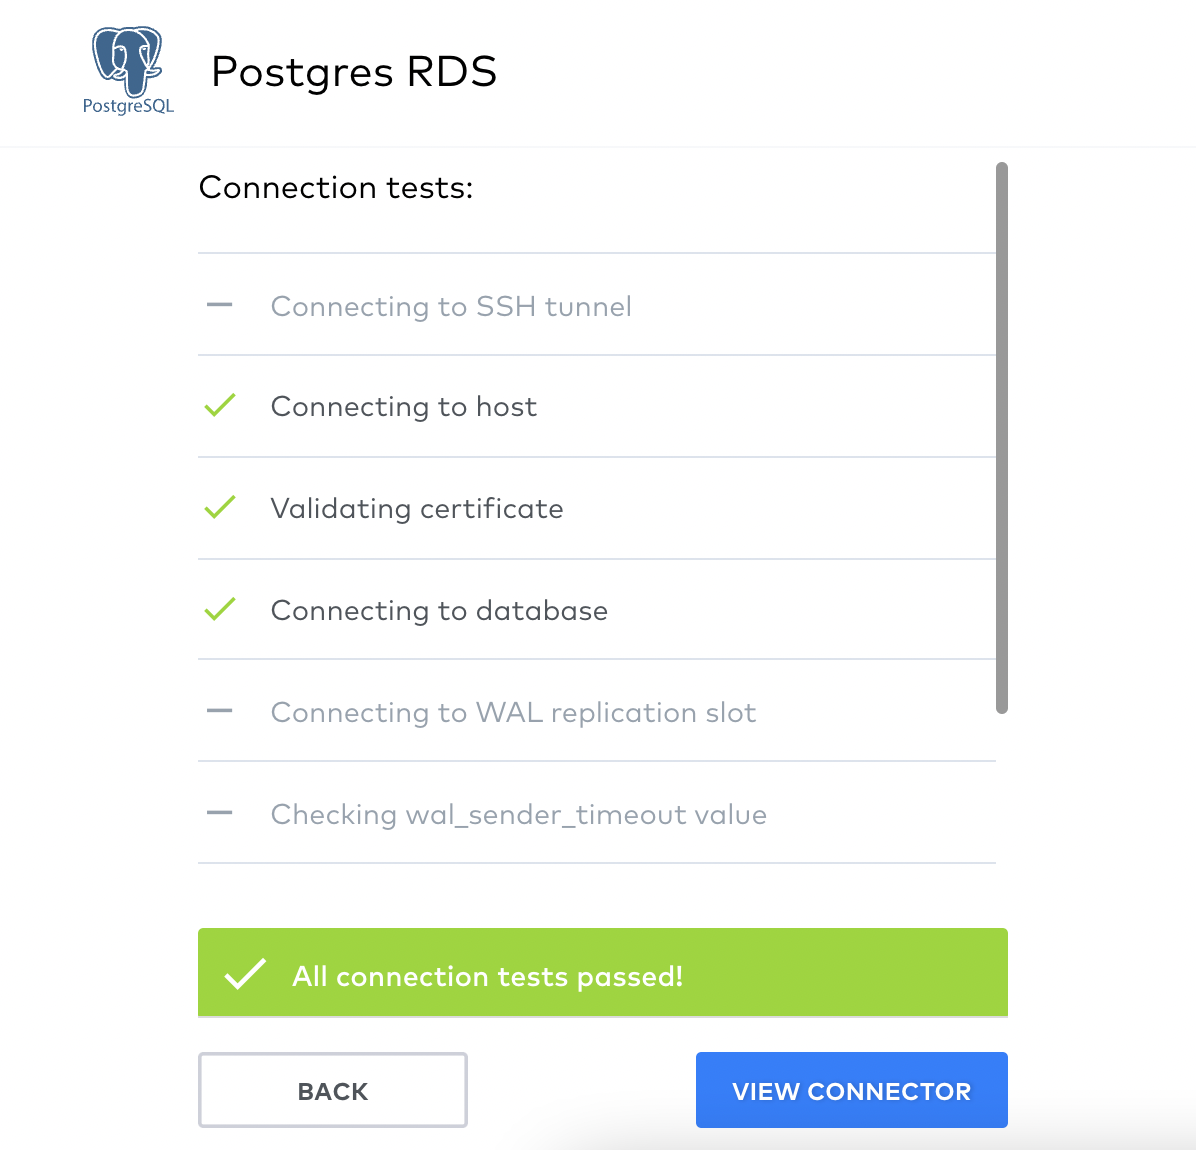 PostgreSQL
Postgres RDS
Connection tests:
Connecting to SSH tunnel
Connecting to host
Validating certificate
Connecting to database
Connecting to WAL replication slot
Checking wal_sender_timeout value
All connection tests passed!
BACK
VIEW CONNECTOR